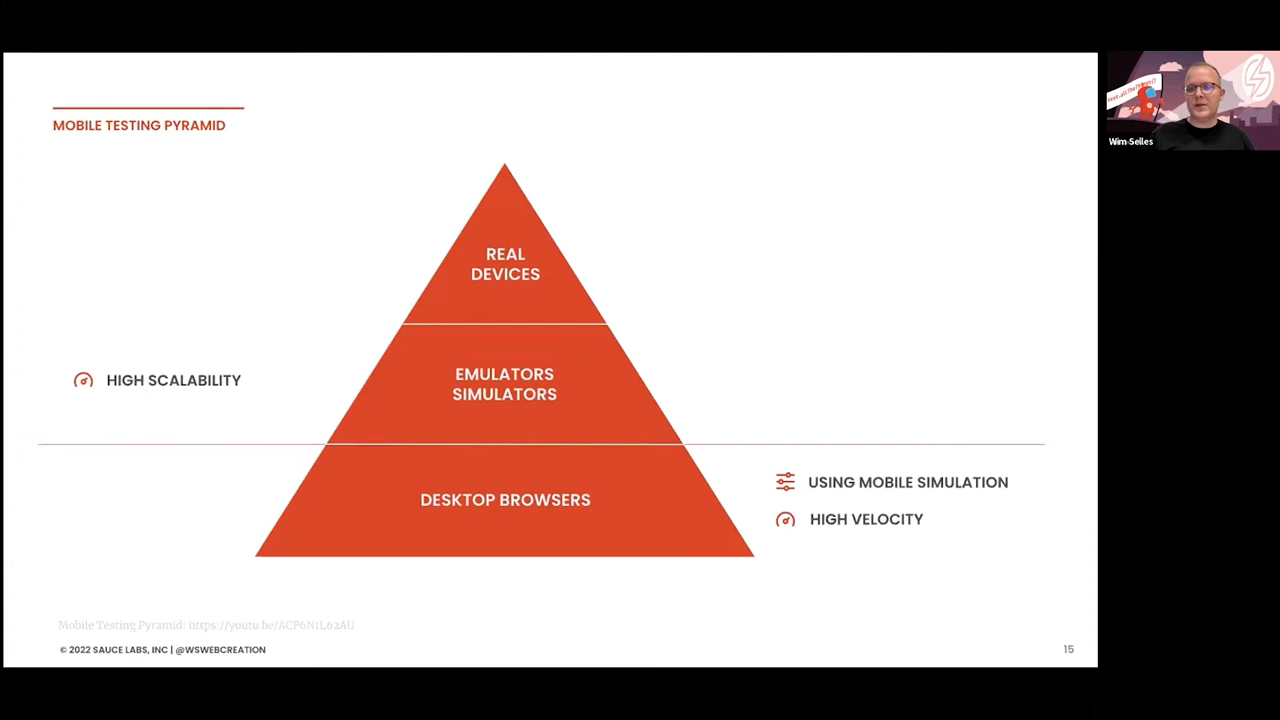 MOBILE TESTING PYRAMID
REAL
DEVICES
HIGH SCALABILITY
EMULATORS
SIMULATORS
DESKTOP BROWSERS
USING MOBILE SIMULATION
HIGH VELOCITY
Mobile Testing Pyramid: https://youtu.be/ACP6N1L62AU
© 2022 SAUCE LABS, INC | @WSWEBCREATION
15
Wim Selles